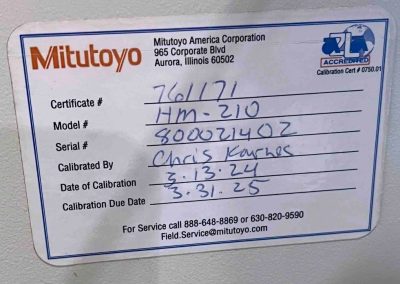 Mitutoyo
Mitutoyo America Corporation
965 Corporate Blvd
Aurora, Illinois 60502
ACCREDITED
Calibration Cert # 0750.01
Certificate # 761171
Model # HM-210
Serial # 800021402
Calibrated By Chris Karnes
Date of Calibration 3.13.24
Calibration Due Date 3.31.25
For Service call 888-648-8869 or 630-820-9590
Field.Service@mitutoyo.com